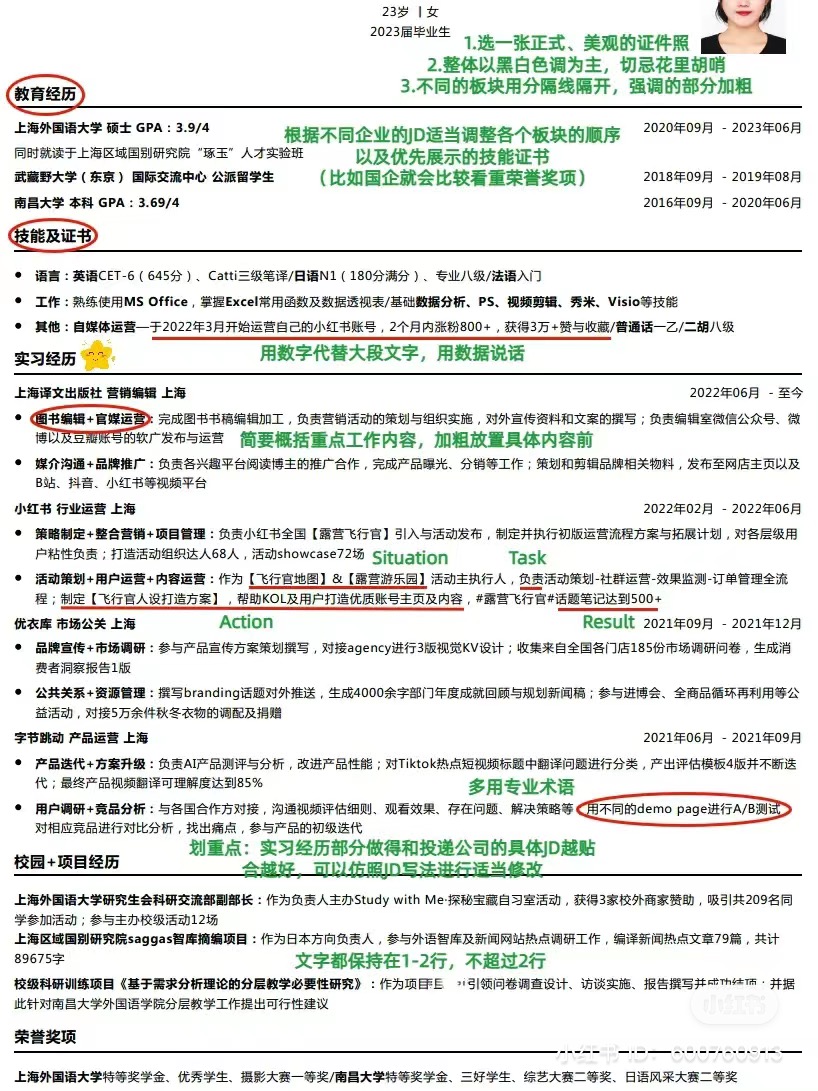 23岁 丨女
2023届毕业生
1.选一张正式、美观的证件照
2.整体以黑白色调为主，切忌花里胡哨
3.不同的板块用分隔线隔开，强调的部分加粗
教育经历
上海外国语大学 硕士 GPA：3.9/4 2020年09月 - 2023年06月
根据不同企业的JD适当调整各个板块的顺序
同时就读于上海区域国别研究院“琢玉”人才实验班
以及优先展示的技能证书
武藏野大学（东京） 国际交流中心 公派留学生 2018年09月 - 2019年08月
（比如国企就会比较看重荣誉奖项）
南昌大学 本科 GPA：3.69/4 2016年09月 - 2020年06月
技能及证书
● 语言：英语CET-6（645分）、Catti三级笔译/日语N1（180分满分）、专业八级/法语入门
● 工作：熟练使用MS Office，掌握Excel常用函数及数据透视表/基础数据分析、PS、视频剪辑、秀米、Visio等技能
● 其他：自媒体运营—于2022年3月开始运营自己的小红书账号，2个月内涨粉800+，获得3万+赞与收藏/普通话一乙/二胡八级
实习经历
用数字代替大段文字，用数据说话
上海译文出版社 营销编辑 上海 2022年06月 - 至今
● 图书编辑+官媒运营：完成图书书稿编辑加工，负责营销活动的策划与组织实施，对外宣传资料和文案的撰写；负责编辑室微信公众号、微
博以及豆瓣账号的软广发布与运营
简要概括重点工作内容，加粗放置具体内容前
● 媒介沟通+品牌推广：负责各兴趣平台阅读博主的推广合作，完成产品曝光、分销等工作；策划和剪辑品牌相关物料，发布至网店主页以及
B站、抖音、小红书等视频平台
小红书 行业运营 上海 2022年02月 - 2022年06月
● 策略制定+整合营销+项目管理：负责小红书全国【露营飞行官】引入与活动发布，制定并执行初版运营流程方案与拓展计划，对各层级用
户粘性负责；打造活动组织达人68人，活动showcase72场
Situation Task
● 活动策划+用户运营+内容运营：作为【飞行官地图】&【露营游乐园】活动主执行人，负责活动策划-社群运营-效果监测-订单管理全流
程；制定【飞行官人设打造方案】，帮助KOL及用户打造优质账号主页及内容，#露营飞行官#话题笔记达到500+
Action Result
优衣库 市场公关 上海 2021年09月 - 2021年12月
● 品牌宣传+市场调研：参与产品宣传方案策划撰写，对接agency进行3版视觉KV设计；收集来自全国各门店185份市场调研问卷，生成消
费者洞察报告1版
● 公共关系+资源管理：撰写branding话题对外推送，生成4000余字部门年度成就回顾与规划新闻稿；参与进博会、全商品循环再利用等公
益活动，对接5万余件秋冬衣物的调配及捐赠
字节跳动 产品运营 上海 2021年06月 - 2021年09月
● 产品迭代+方案升级：负责AI产品测评与分析，改进产品性能；对Tiktok热点短视频标题中翻译问题进行分类，产出评估模板4版并不断迭
代；最终产品视频翻译可理解度达到85%
多用专业术语
● 用户调研+竞品分析：与各国合作方对接，沟通视频评估细则、观看效果、存在问题、解决策略等 用不同的demo page进行A/B测试
对相应竞品进行对比分析，找出痛点，参与产品的初级迭代
划重点：实习经历部分做得和投递公司的具体JD越贴
合越好，可以仿照JD写法进行适当修改
校园+项目经历
上海外国语大学研究生会科研交流部副部长：作为负责人主办Study with Me·探秘宝藏自习室活动，获得3家校外商家赞助，吸引共209名同
学参加活动；参与主办校级活动12场
上海区域国别研究院saggas智库摘编项目：作为日本方向负责人，参与外语智库及新闻网站热点调研工作，编译新闻热点文章79篇，共计
89675字
文字都保持在1-2行，不超过2行
校级科研训练项目《基于需求分析理论的分层教学必要性研究》：作为项目 引领问卷调查设计、访谈实施、报告撰写并成功结项；并据
此针对南昌大学外国语学院分层教学工作提出可行性建议
小红书
荣誉奖项
小红书 ID：
上海外国语大学特等奖学金、优秀学生、摄影大赛一等奖/南昌大学特等奖学金、三好学生、综艺大赛二等奖、日语风采大赛二等奖